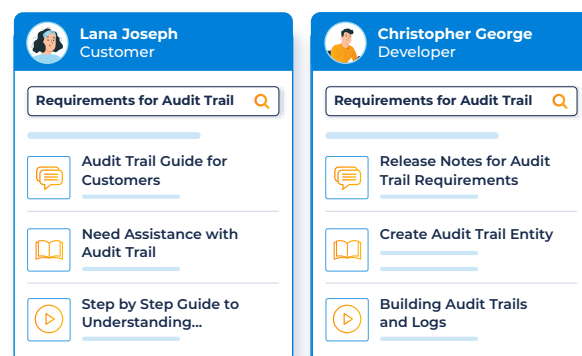 Lana Joseph
Customer
Requirements for Audit Trail
Audit Trail Guide for
Customers
Need Assistance with
Audit Trail
Step by Step Guide to
Understanding...
Christopher George
Developer
Requirements for Audit Trail
Release Notes for Audit
Trail Requirements
Create Audit Trail Entity
Building Audit Trails
and Logs